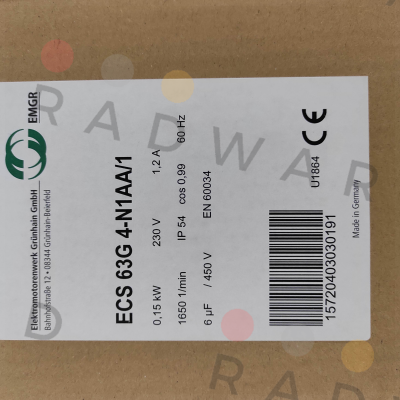 EMGR
Elektromotorenwerk Grünhain GmbH
Bahnhofstraße 12 • 08344 Grünhain-Beierfeld
ECS 63G 4-N1AA/1
0,15 kW 230 V 1,2 A
1650 1/min IP 54 cos 0,99 60 Hz
6 µF / 450 V EN 60034
15720403030191
U1864
CE
Made in Germany
RADWAR
D
RADWAR